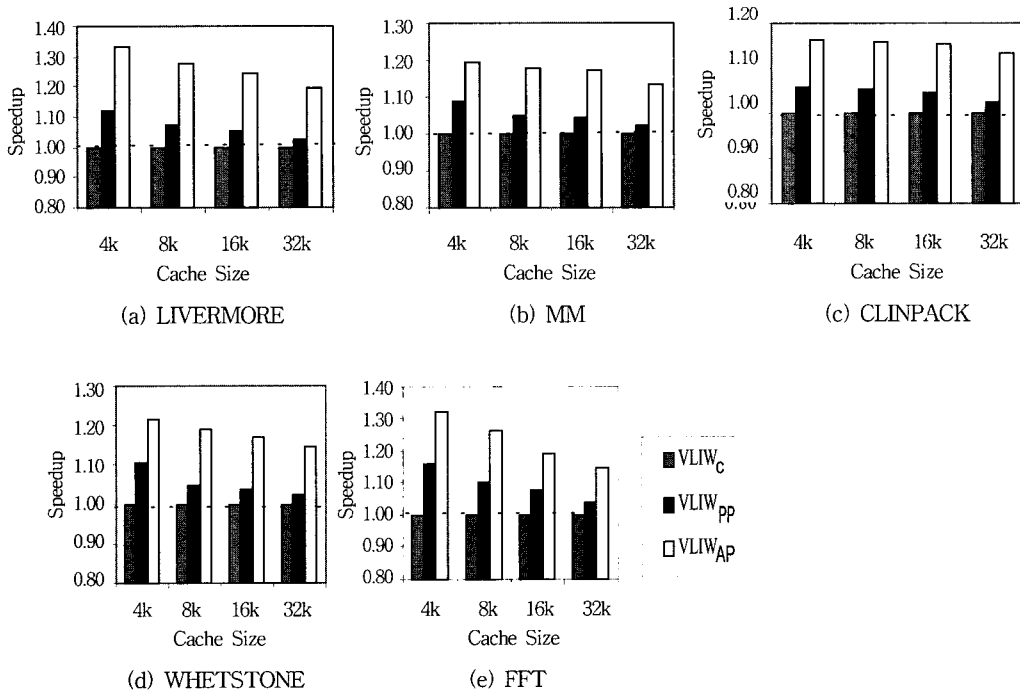 Speedup
1.40
1.30
1.20
1.10
1.00
0.90
0.80
4k 8k 16k 32k
Cache Size
(a) LIVERMORE
Speedup
1.30
1.20
1.10
1.00
0.90
0.80
4k 8k 16k 32k
Cache Size
(b) MM
Speedup
1.20
1.10
1.00
0.90
0.80
4k 8k 16k 32k
Cache Size
(c) CLINPACK
Speedup
1.30
1.20
1.10
1.00
0.90
0.80
4k 8k 16k 32k
Cache Size
(d) WHETSTONE
Speedup
1.40
1.30
1.20
1.10
1.00
0.90
0.80
4k 8k 16k 32k
Cache Size
(e) FFT
VLIWC
VLIWPP
VLIWAP